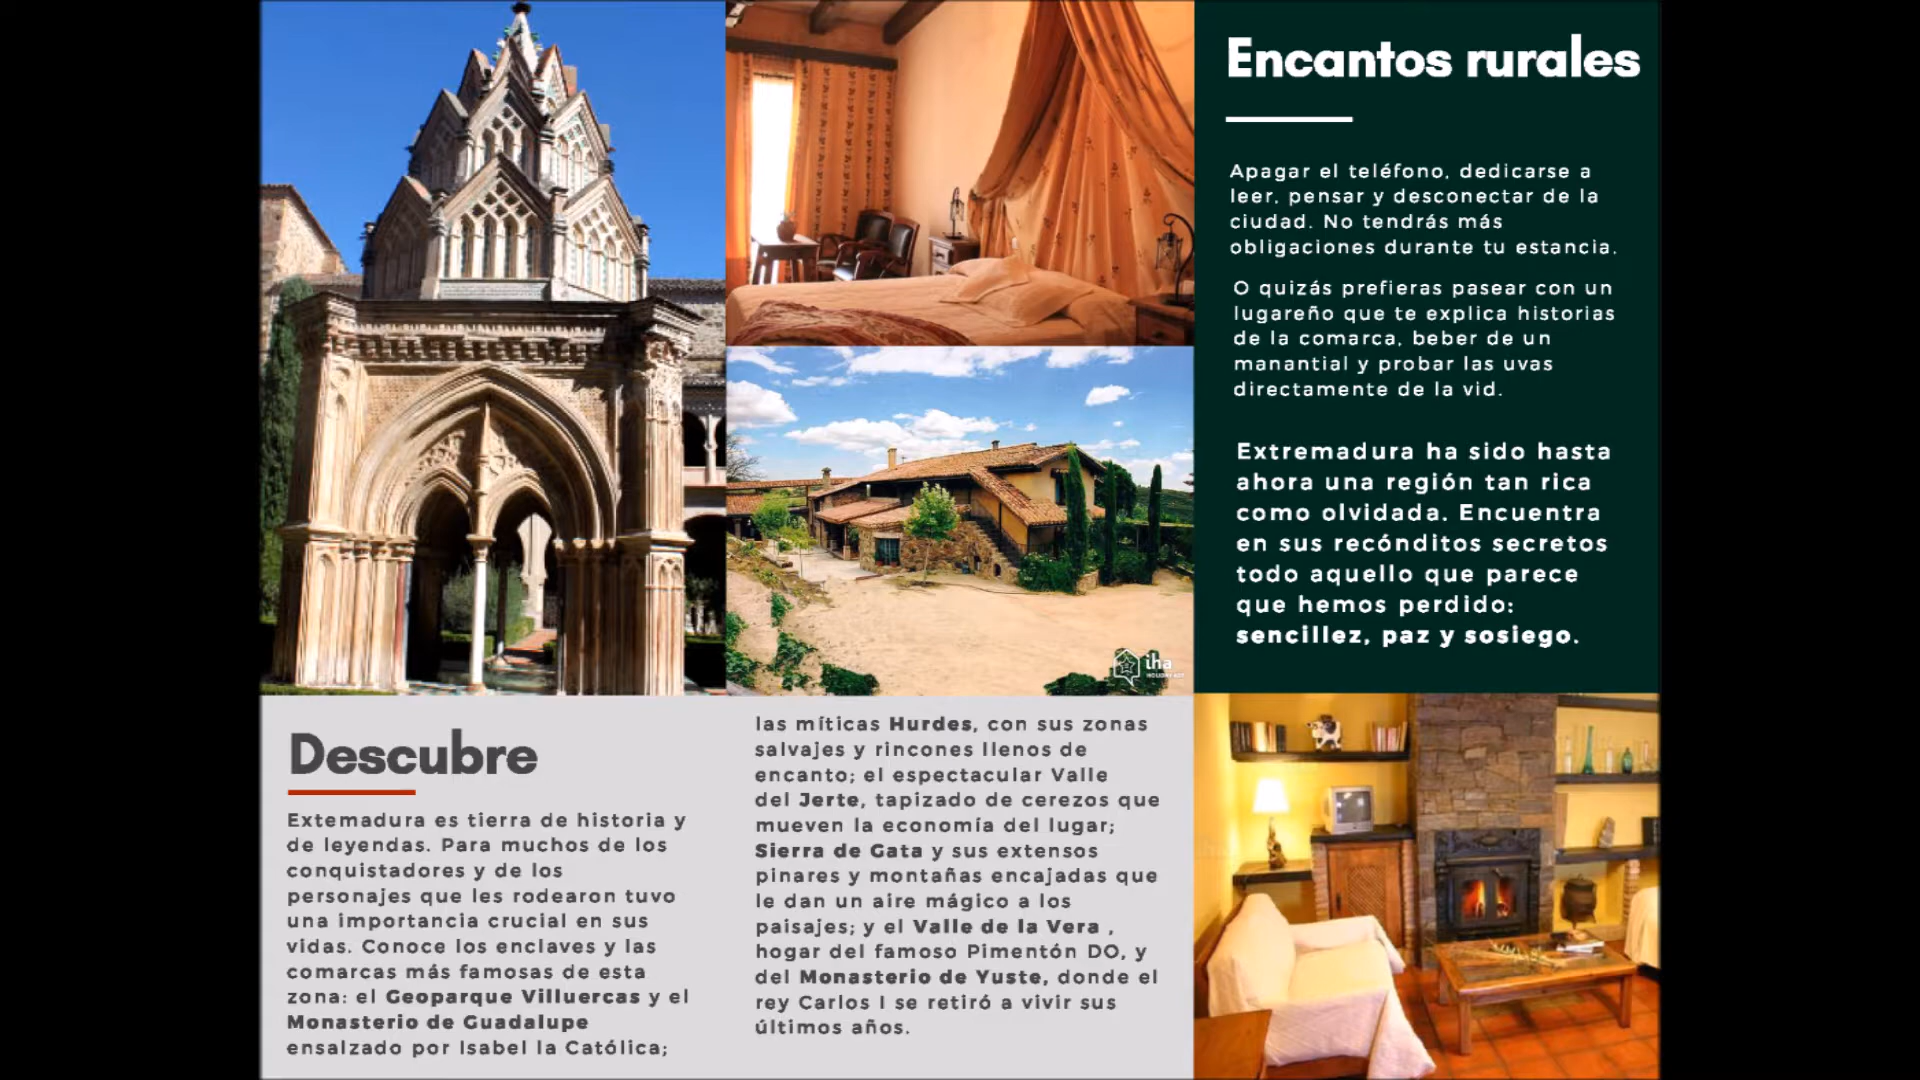 Encantos rurales
Apagar el teléfono, dedicarse a
leer, pensar y desconectar de la
ciudad. No tendrás más
obligaciones durante tu estancia.
O quizás prefieras pasear con un
lugareño que te explica historias
de la comarca, beber de un
manantial y probar las uvas
directamente de la vid.
Extremadura ha sido hasta
ahora una región tan rica
como olvidada. Encuentra
en sus recónditos secretos
todo aquello que parece
que hemos perdido:
sencillez, paz y sosiego.
iha
Descubre
Extemadura es tierra de historia y
de leyendas. Para muchos de los
conquistadores y de los
personajes que les rodearon tuvo
una importancia crucial en sus
vidas. Conoce los enclaves y las
comarcas más famosas de esta
zona: el Geoparque Villuercas y el
Monasterio de Guadalupe
ensalzado por Isabel la Católica;
las míticas Hurdes, con sus zonas
salvajes y rincones llenos de
encanto; el espectacular Valle
del Jerte, tapizado de cerezos que
mueven la economía del lugar;
Sierra de Gata y sus extensos
pinares y montañas encajadas que
le dan un aire mágico a los
paisajes; y el Valle de la Vera ,
hogar del famoso Pimentón DO, y
del Monasterio de Yuste, donde el
rey Carlos I se retiró a vivir sus
últimos años.